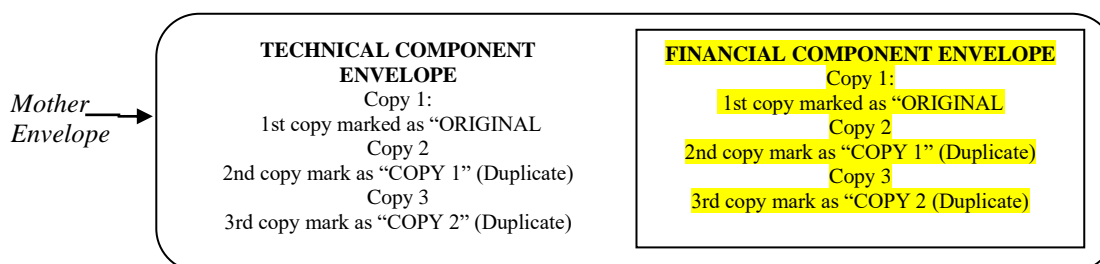 Mother
Envelope
TECHNICAL COMPONENT
ENVELOPE
Copy 1:
1st copy marked as “ORIGINAL
Copy 2
2nd copy mark as “COPY 1” (Duplicate)
Copy 3
3rd copy mark as “COPY 2” (Duplicate)
FINANCIAL COMPONENT ENVELOPE
Copy 1:
1st copy marked as “ORIGINAL
Copy 2
2nd copy mark as “COPY 1” (Duplicate)
Copy 3
3rd copy mark as “COPY 2 (Duplicate)